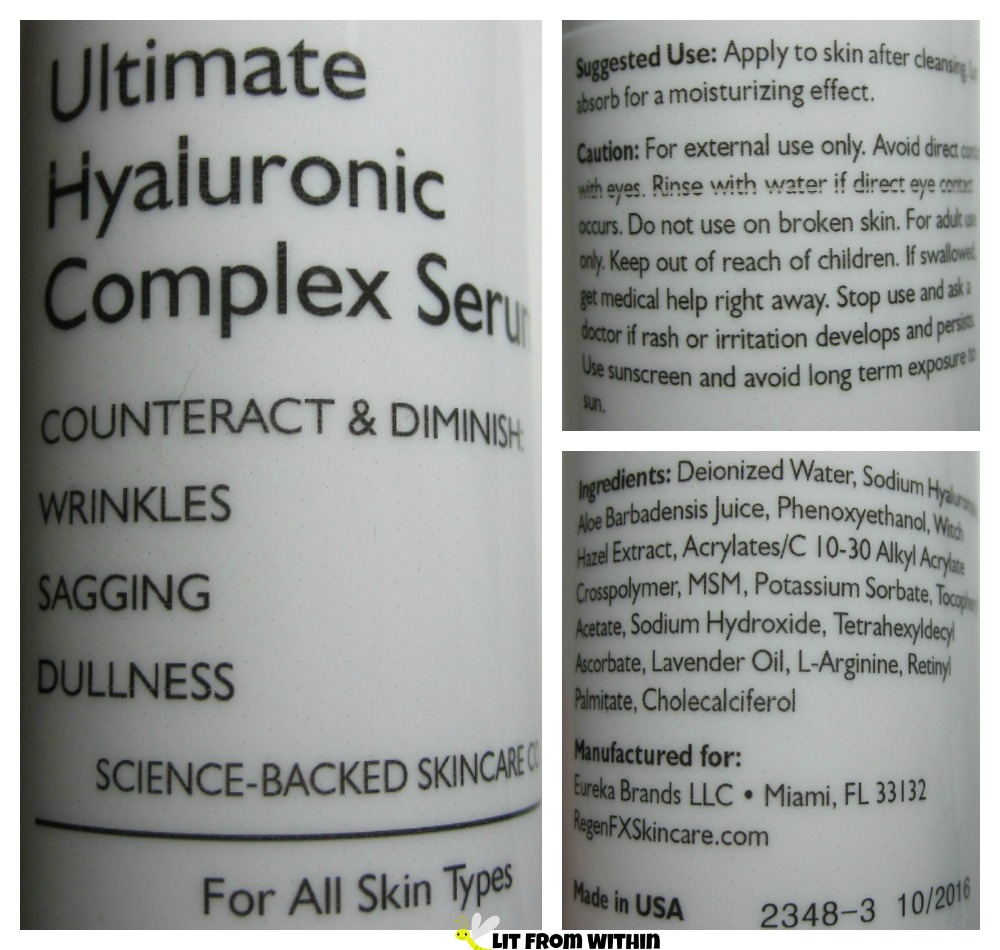 Ultimate
Hyaluronic
Complex
COUNTERACT & DIMINISH:
WRINKLES
SAGGING
DULLNESS
SCIENCE-BACKED SKINCARE
For All Skin Types
Suggested Use: Apply to skin after cleansing
absorb for a moisturizing effect.
Caution: For external use only. Avoid direct
with eyes. Rinse with water if direct eye contact
occurs. Do not use on broken skin. For adult use
only. Keep out of reach of children. If swallowed,
get medical help right away. Stop use and ask a
doctor if rash or irritation develops and persists.
Use sunscreen and avoid long term exposure to
sun.
Ingredients: Deionized Water, Sodium
Aloe Barbadensis Juice, Phenoxyethanol, Witch
Hazel Extract, Acrylates/C 10-30 Alkyl Acrylate
Crosspolymer, MSM, Potassium Sorbate,
Acetate, Sodium Hydroxide, Tetrahexyldecyl
Ascorbate, Lavender Oil, L-Arginine, Retinyl
Palmitate, Cholecalciferol
Manufactured for:
Eureka Brands LLC • Miami, FL 33132
RegenFXSkincare.com
Made in USA 2348-3 10/2016
LIT FROM WITHIN